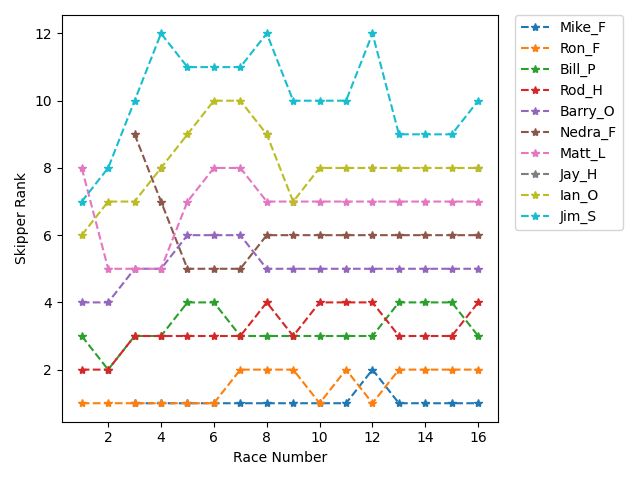 12
10
8
6
4
2
Skipper Rank
2 4 6 8 10 12 14 16
Race Number
Mike_F
Ron_F
Bill_P
Rod_H
Barry_O
Nedra_F
Matt_L
Jay_H
Ian_O
Jim_S